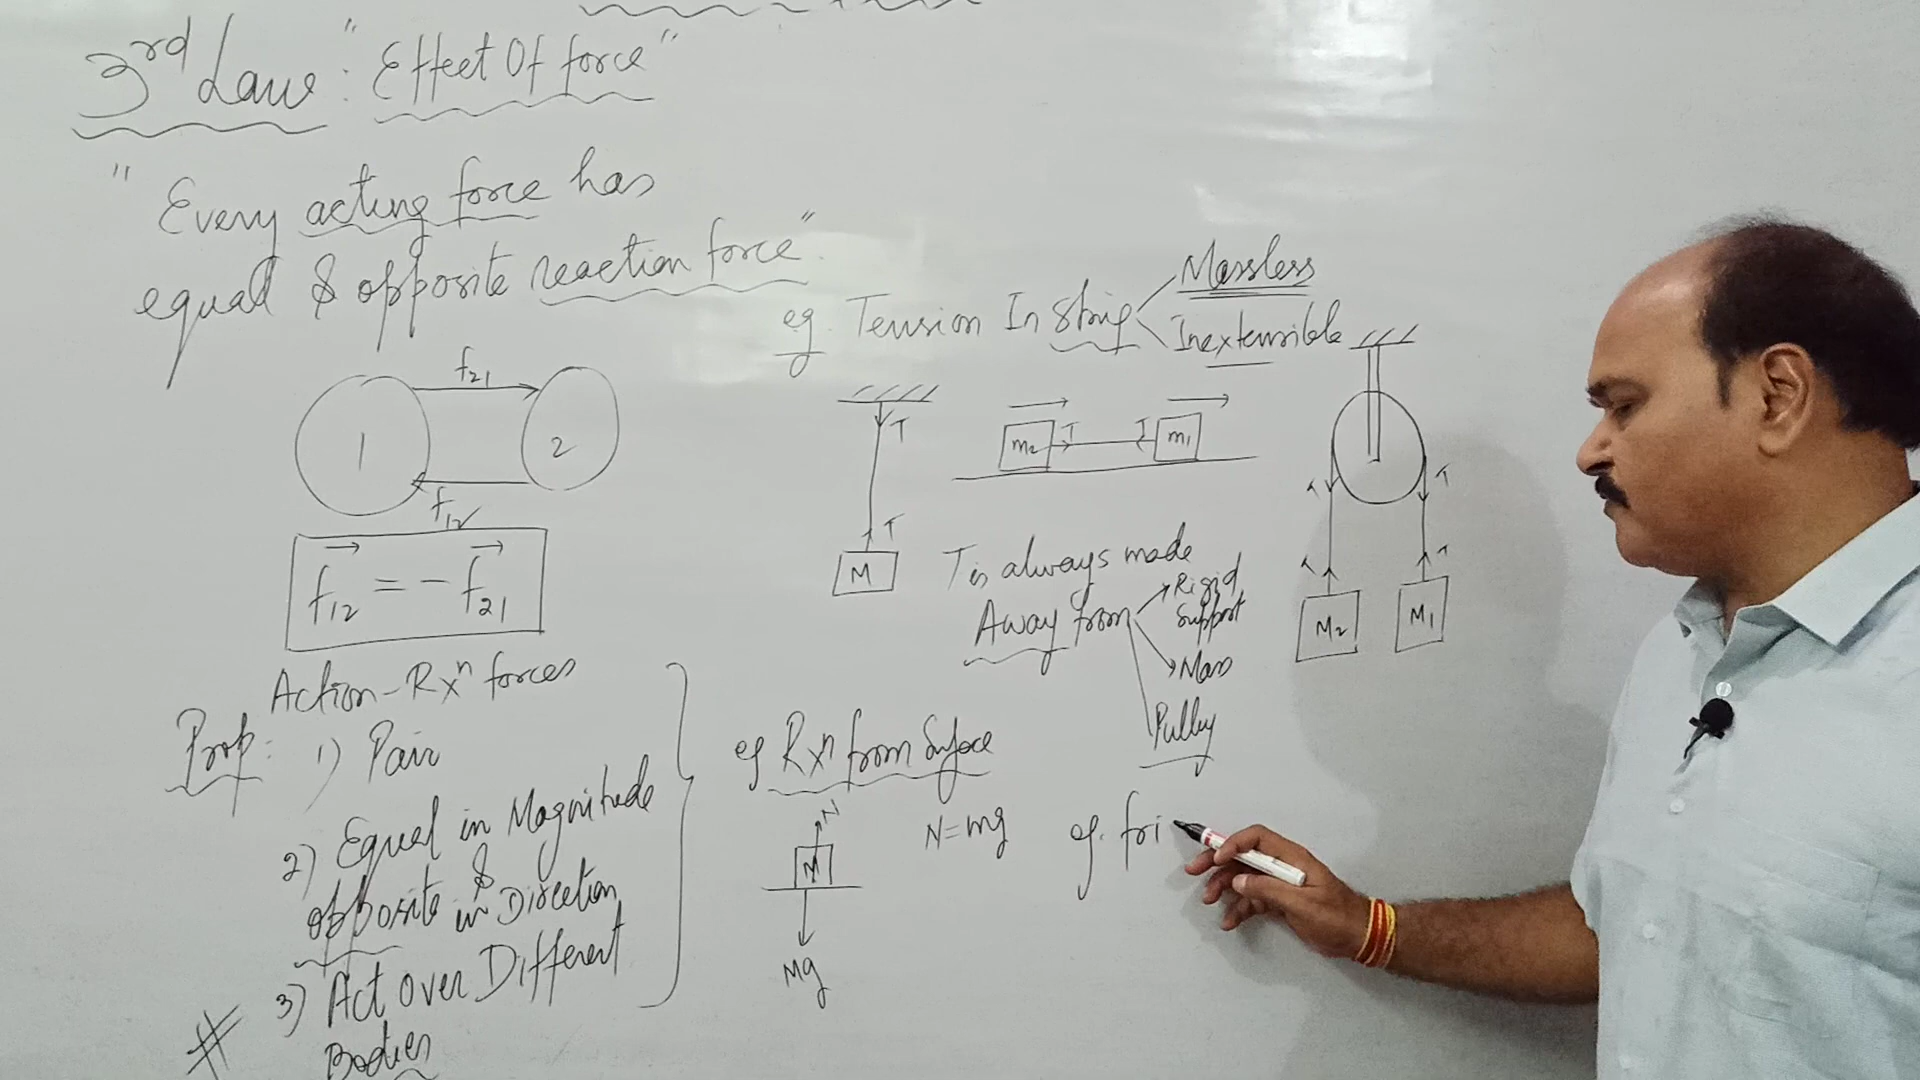 3rd Law: "Effect Of force"
"Every acting force has
equal & opposite reaction force"
f21
1
2
f12
f12 = - f21
Action-Rxn forces
Prop: 1) Pair
2) Equal in Magnitude
&
opposite in Direction
3) Act over Different
Bodies
#
eg. Tension In String
Massless
Inextensible
T
T
M
m2
T
T
m1
T
T
T
T
M2
M1
T is always made
Away from
Rigid
Support
Mass
Pulley
eg Rxn from Surface
N
M
Mg
N=mg
eg. fri